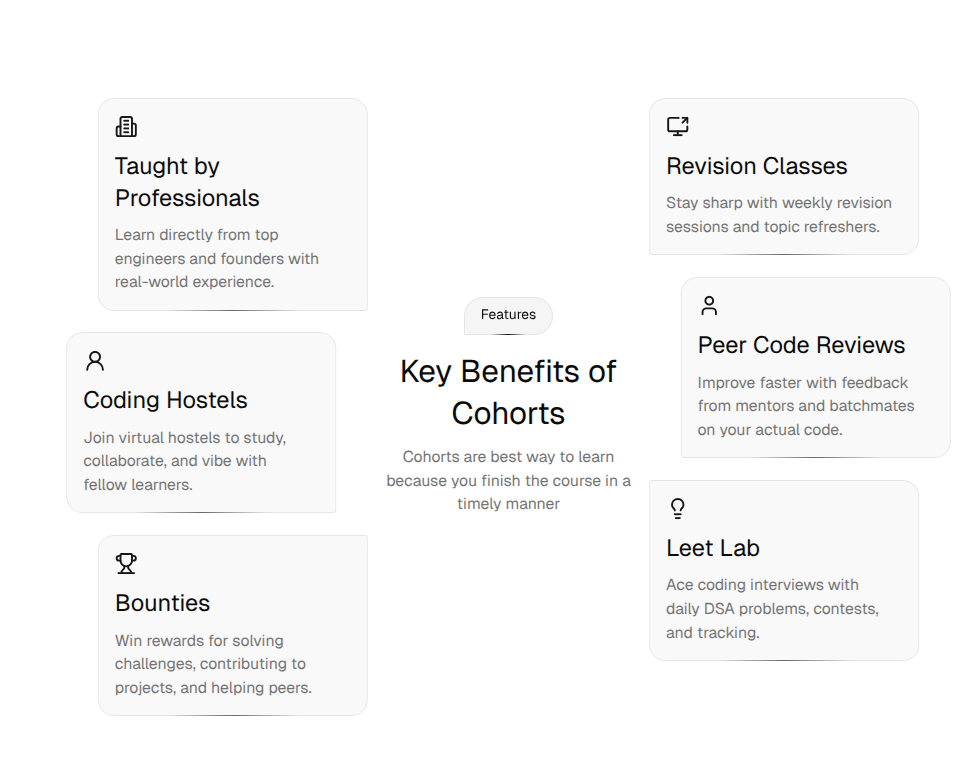 Taught by
Professionals
Learn directly from top
engineers and founders with
real-world experience.
Coding Hostels
Join virtual hostels to study,
collaborate, and vibe with
fellow learners.
Bounties
Win rewards for solving
challenges, contributing to
projects, and helping peers.
Features
Key Benefits of
Cohorts
Cohorts are best way to learn
because you finish the course in a
timely manner
Revision Classes
Stay sharp with weekly revision
sessions and topic refreshers.
Peer Code Reviews
Improve faster with feedback
from mentors and batchmates
on your actual code.
Leet Lab
Ace coding interviews with
daily DSA problems, contests,
and tracking.